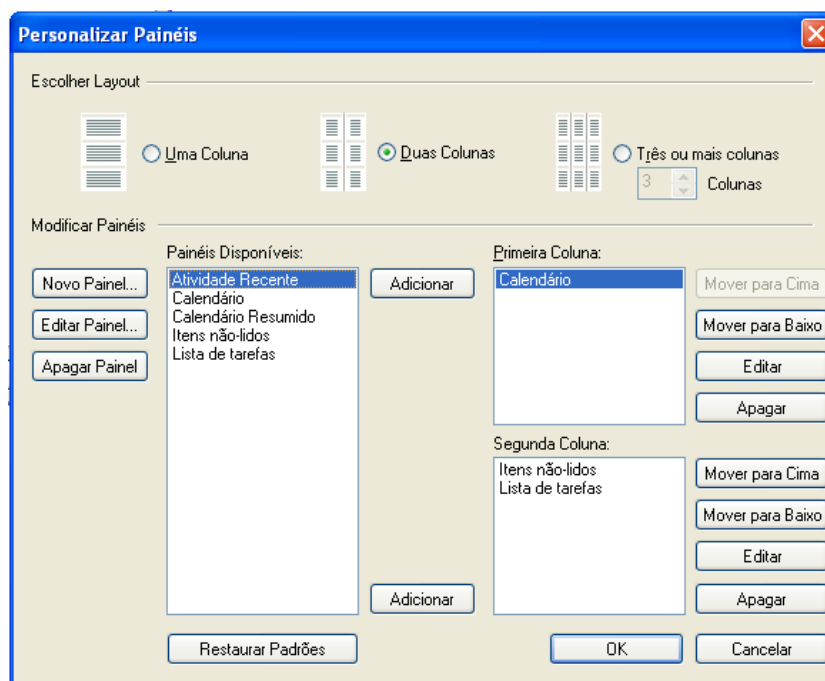 Personalizar Painéis
Escolher Layout
Uma Coluna
Duas Colunas
Três ou mais colunas
3 Colunas
Modificar Painéis
Painéis Disponíveis:
Novo Painel...
Editar Painel...
Apagar Painel
Atividade Recente
Calendário
Calendário Resumido
Itens não-lidos
Lista de tarefas
Adicionar
Adicionar
Primeira Coluna:
Calendário
Mover para Cima
Mover para Baixo
Editar
Apagar
Segunda Coluna:
Itens não-lidos
Lista de tarefas
Mover para Cima
Mover para Baixo
Editar
Apagar
Restaurar Padrões
OK
Cancelar